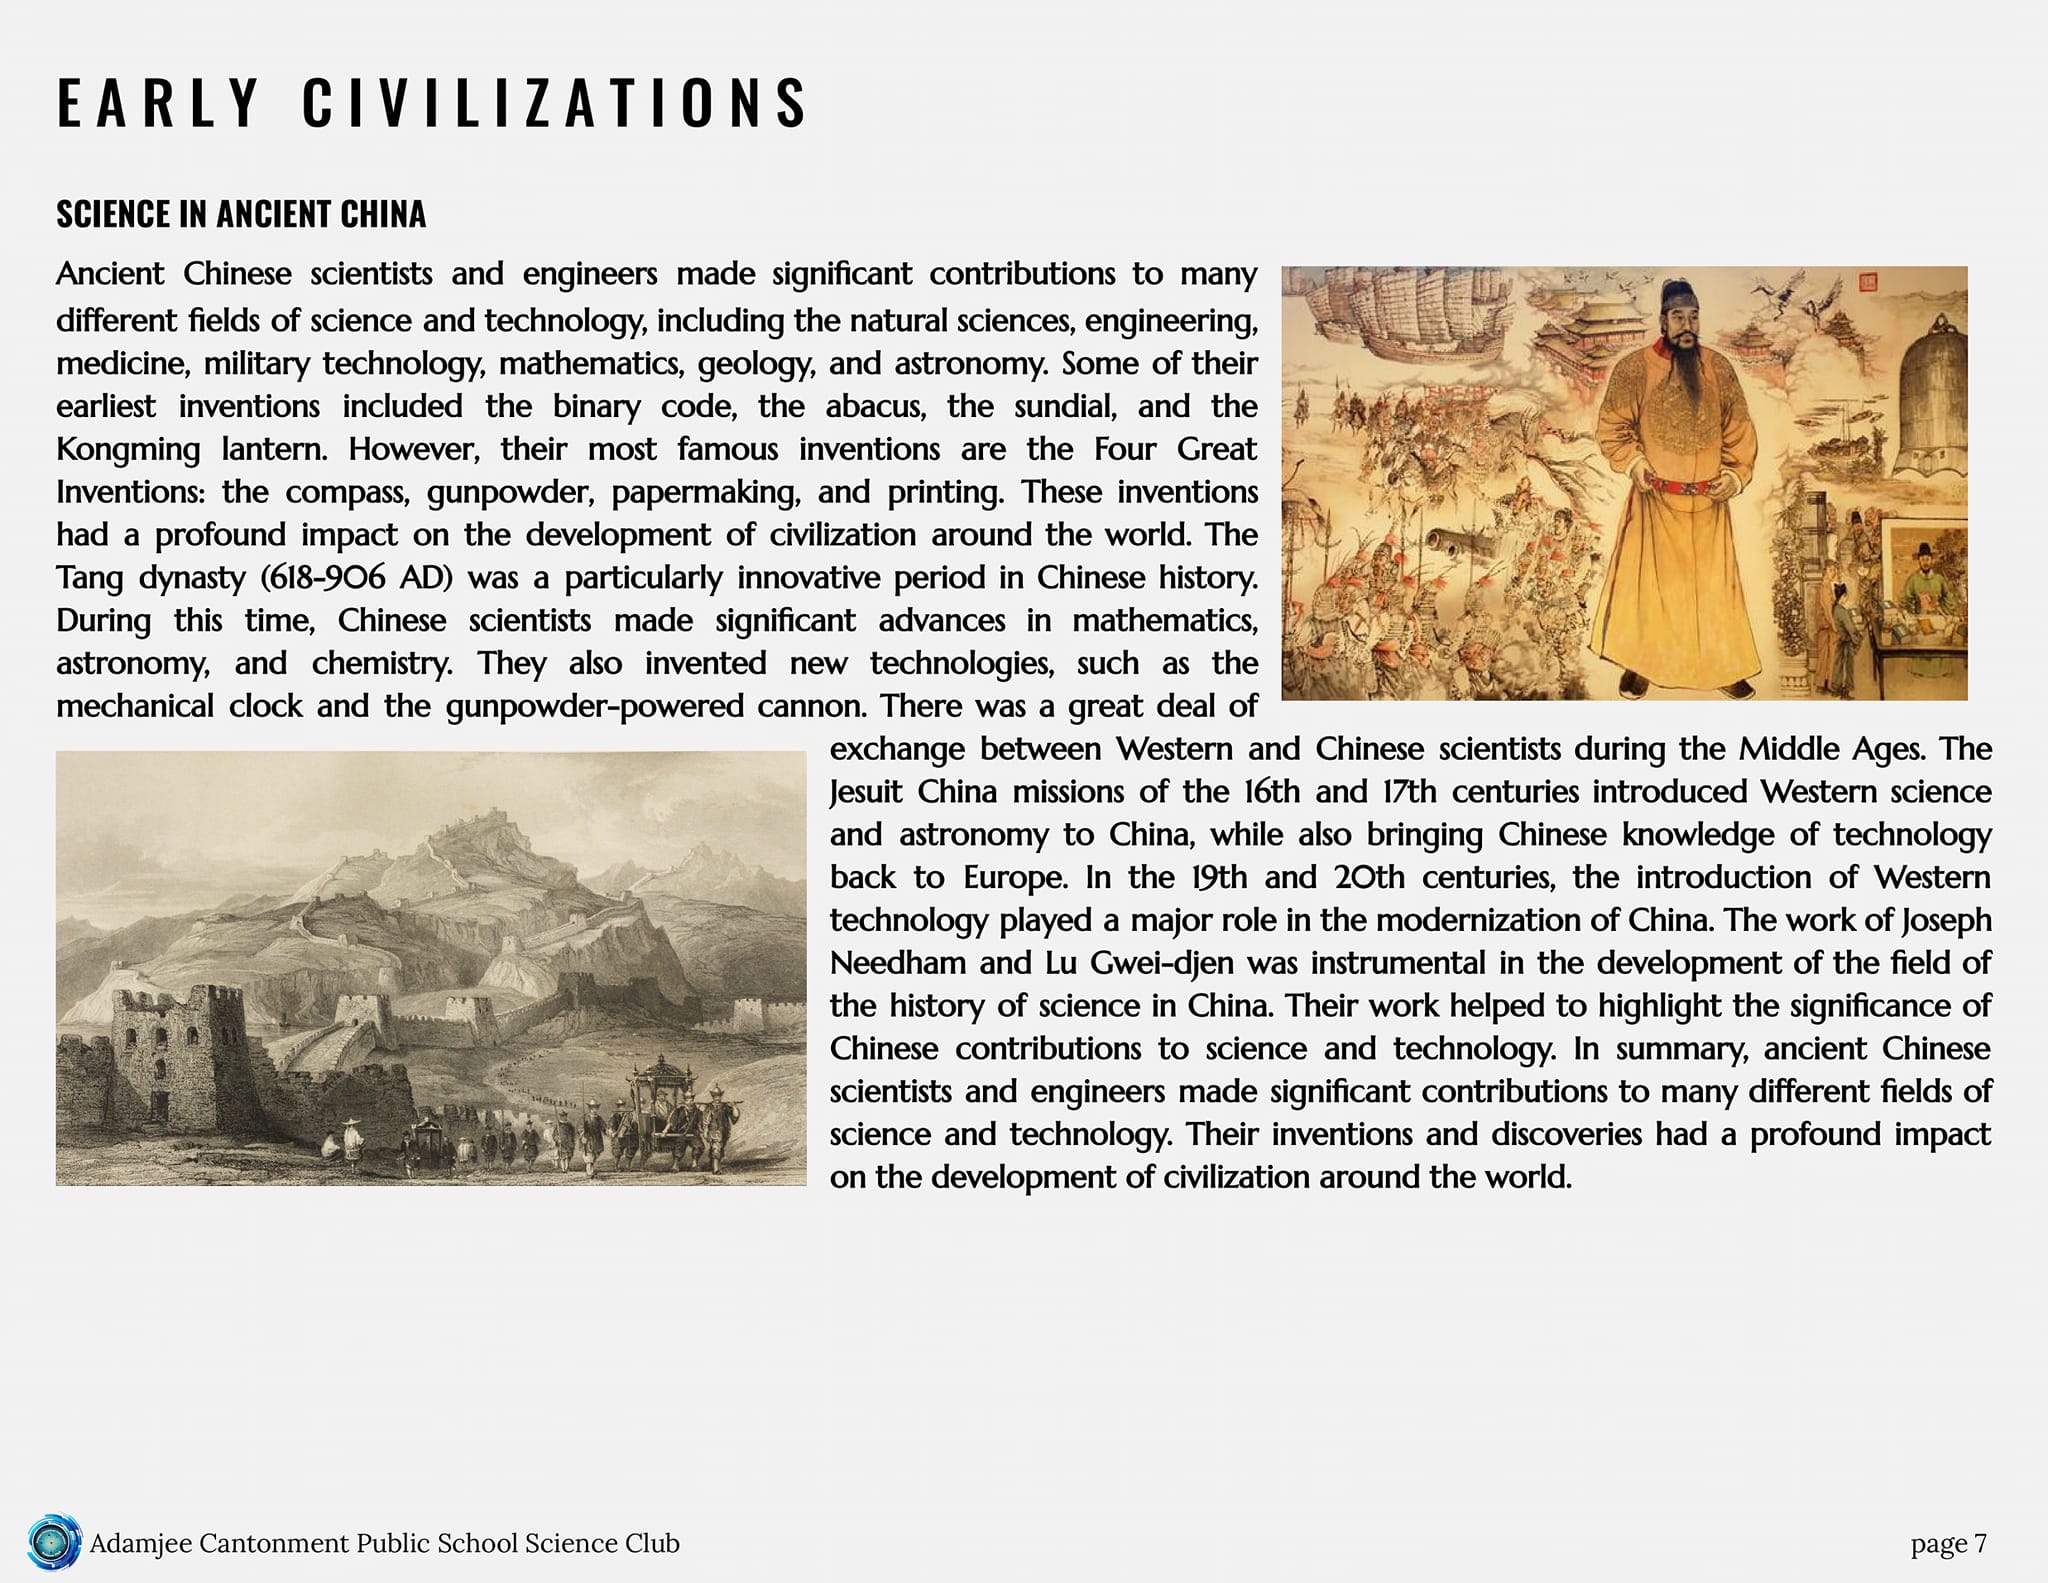 EARLY CIVILIZATIONS
SCIENCE IN ANCIENT CHINA
Ancient Chinese scientists and engineers made significant contributions to many
different fields of science and technology, including the natural sciences, engineering,
medicine, military technology, mathematics, geology, and astronomy. Some of their
earliest inventions included the binary code, the abacus, the sundial, and the
Kongming lantern. However, their most famous inventions are the Four Great
Inventions: the compass, gunpowder, papermaking, and printing. These inventions
had a profound impact on the development of civilization around the world. The
Tang dynasty (618-906 AD) was a particularly innovative period in Chinese history.
During this time, Chinese scientists made significant advances in mathematics,
astronomy, and chemistry. They also invented new technologies, such as the
mechanical clock and the gunpowder-powered cannon. There was a great deal of
exchange between Western and Chinese scientists during the Middle Ages. The
Jesuit China missions of the 16th and 17th centuries introduced Western science
and astronomy to China, while also bringing Chinese knowledge of technology
back to Europe. In the 19th and 20th centuries, the introduction of Western
technology played a major role in the modernization of China. The work of Joseph
Needham and Lu Gwei-djen was instrumental in the development of the field of
the history of science in China. Their work helped to highlight the significance of
Chinese contributions to science and technology. In summary, ancient Chinese
scientists and engineers made significant contributions to many different fields of
science and technology. Their inventions and discoveries had a profound impact
on the development of civilization around the world.
Adamjee Cantonment Public School Science Club
page 7